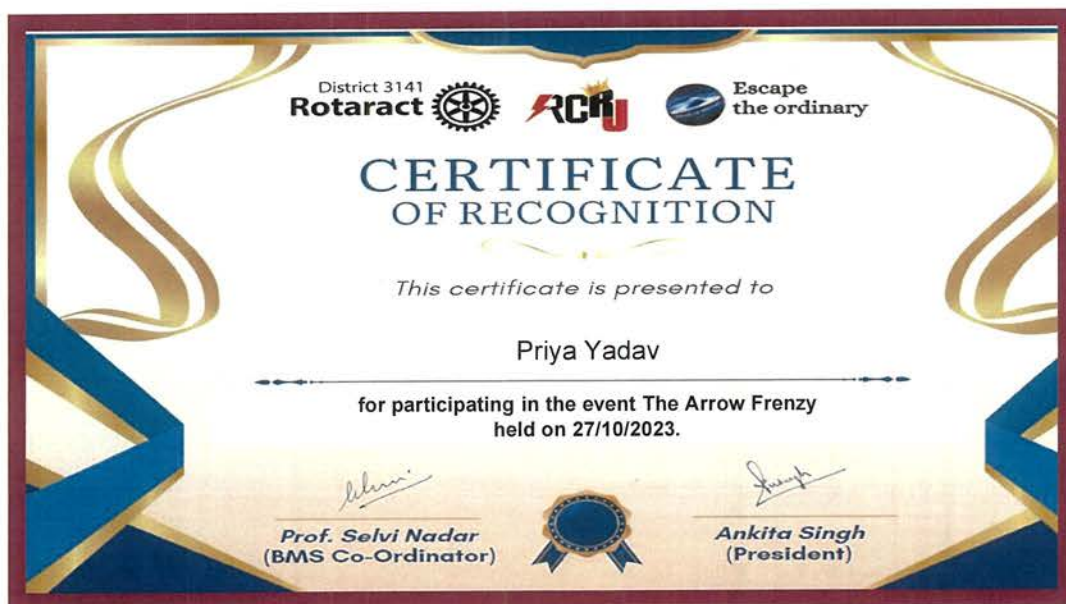 District 3141
Rotaract
RCRJ
Escape
the ordinary
CERTIFICATE
OF RECOGNITION
This certificate is presented to
Priya Yadav
for participating in the event The Arrow Frenzy
held on 27/10/2023.
Prof. Selvi Nadar
(BMS Co-Ordinator)
Ankita Singh
(President)